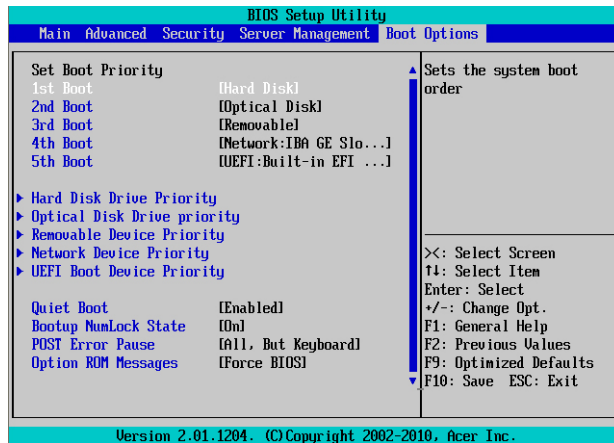 BIOS Setup Utility
Main Advanced Security Server Management Boot Options
Set Boot Priority
1st Boot [Hard Disk]
2nd Boot [Optical Disk]
3rd Boot [Removable]
4th Boot [Network:IBA GE Slo...]
5th Boot [UEFI:Built-in EFI ...]
Hard Disk Drive Priority
Optical Disk Drive priority
Removable Device Priority
Network Device Priority
UEFI Boot Device Priority
Quiet Boot [Enabled]
Bootup NumLock State [On]
POST Error Pause [All, But Keyboard]
Option ROM Messages [Force BIOS]
Sets the system boot
order
><: Select Screen
↑↓: Select Item
Enter: Select
+/-: Change Opt.
F1: General Help
F2: Previous Values
F9: Optimized Defaults
F10: Save ESC: Exit
Version 2.01.1204. (C)Copyright 2002-2010, Acer Inc.